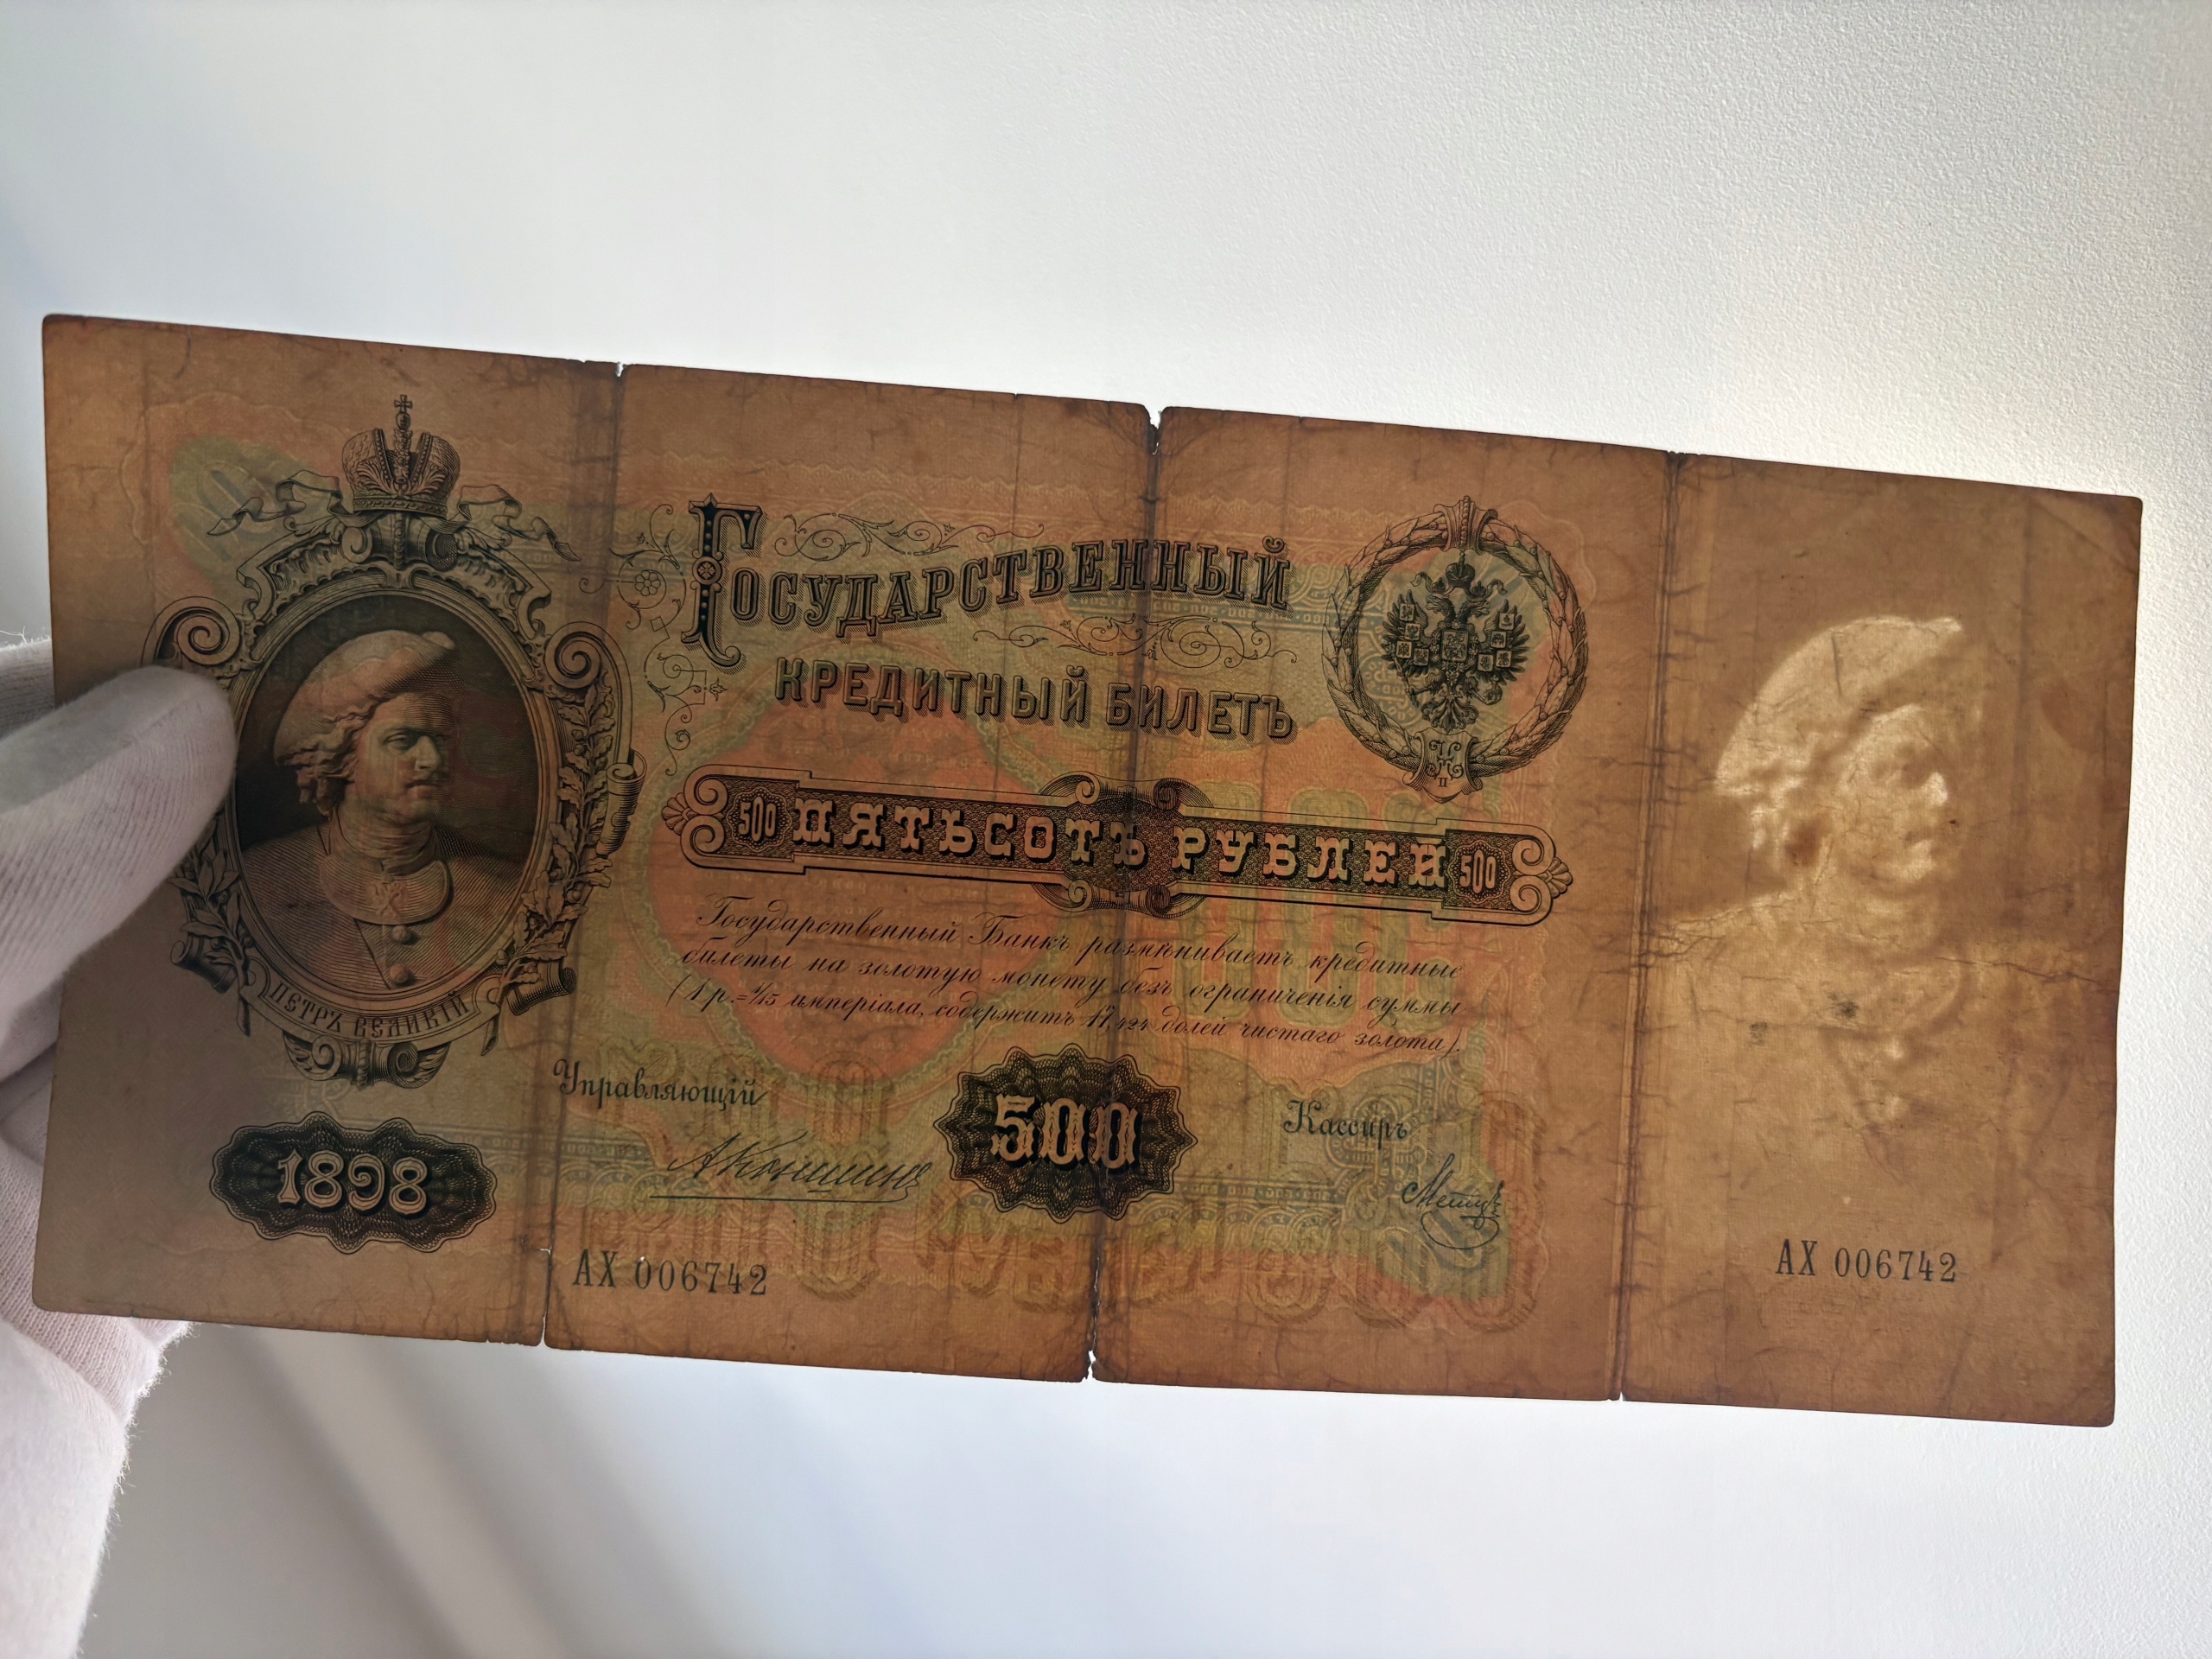 Государственный
кредитный билетъ
500 ПЯТЬСОТЪ РУБЛЕЙ 500
Государственный Банкъ размѣниваетъ кредитные
билеты на золотую монету безъ ограниченія суммы
(1 р. = 1/15 имперіала, содержитъ 17,424 долей чистаго золота).
ПЕТРЪ ВЕЛИКІЙ
Управляющій
500
Кассиръ
1898
АКоншинъ
Метцъ
АХ 006742
АХ 006742